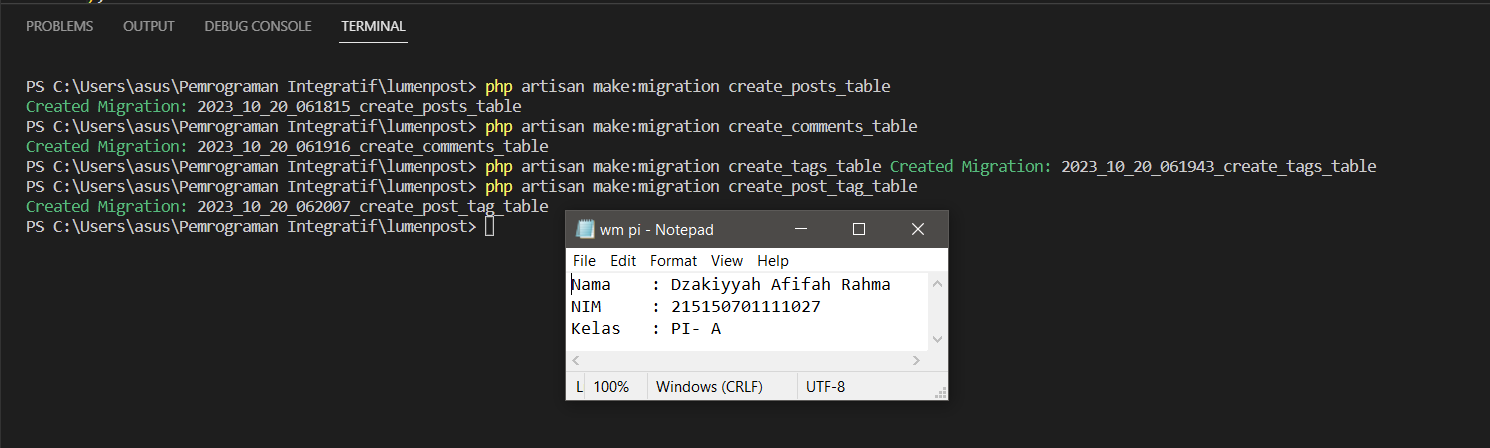 PROBLEMS OUTPUT DEBUG CONSOLE TERMINAL
PS C:\Users\asus\Pemrograman Integratif\lumenpost> php artisan make:migration create_posts_table
Created Migration: 2023_10_20_061815_create_posts_table
PS C:\Users\asus\Pemrograman Integratif\lumenpost> php artisan make:migration create_comments_table
Created Migration: 2023_10_20_061916_create_comments_table
PS C:\Users\asus\Pemrograman Integratif\lumenpost> php artisan make:migration create_tags_table Created Migration: 2023_10_20_061943_create_tags_table
PS C:\Users\asus\Pemrograman Integratif\lumenpost> php artisan make:migration create_post_tag_table
Created Migration: 2023_10_20_062007_create_post_tag_table
PS C:\Users\asus\Pemrograman Integratif\lumenpost>
wm pi - Notepad
File Edit Format View Help
Nama : Dzakiyyah Afifah Rahma
NIM : 215150701111027
Kelas : PI- A
L 100% Windows (CRLF) UTF-8